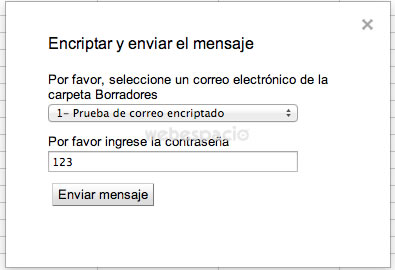 ×
Encriptar y enviar el mensaje
Por favor, seleccione un correo electrónico de la
carpeta Borradores
1- Prueba de correo encriptado
webespacio
Por favor ingrese la contraseña
123
Enviar mensaje